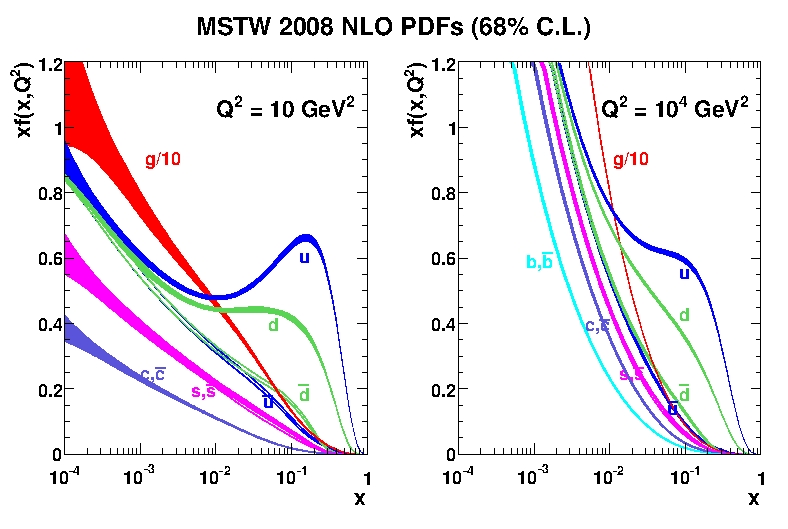 MSTW 2008 NLO PDFs (68% C.L.)
xf(x,Q²)
1.2
1
0.8
0.6
0.4
0.2
0
Q² = 10 GeV²
g/10
u
d
c,c̅
s,s̅
d̅
u̅
10⁻⁴
10⁻³
10⁻²
10⁻¹
1
x
xf(x,Q²)
1.2
1
0.8
0.6
0.4
0.2
0
Q² = 10⁴ GeV²
g/10
b,b̅
u
d
c,c̅
s,s̅
d̅
u̅
10⁻⁴
10⁻³
10⁻²
10⁻¹
1
x